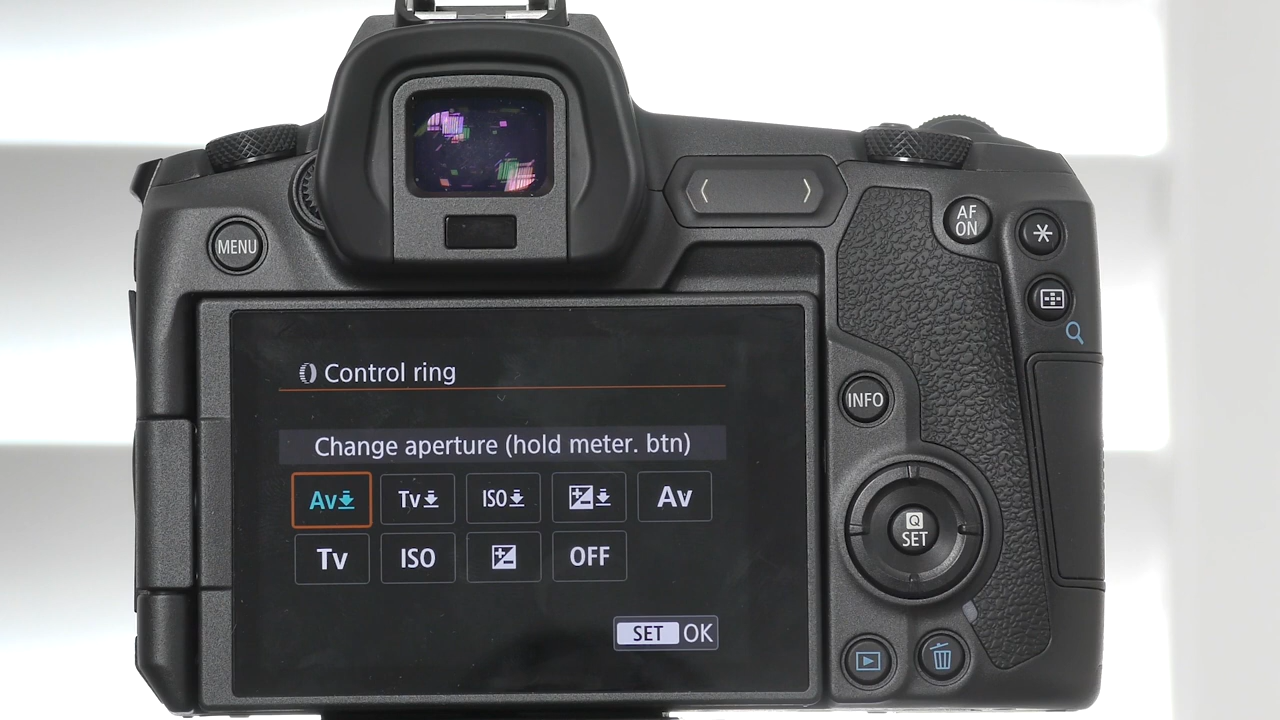 MENU
AF
ON
Control ring
INFO
Change aperture (hold meter. btn)
Av Tv ISO Av
Tv ISO OFF
Q
SET
SET OK